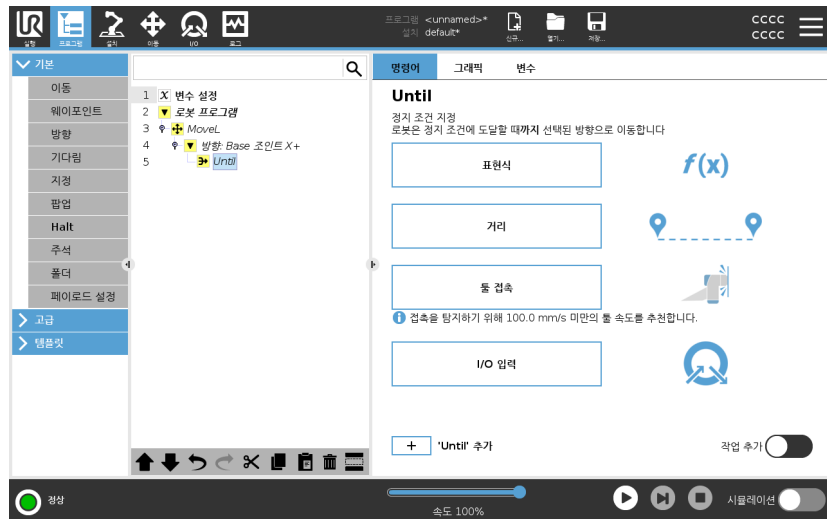 UR
실행
프로그램
설치
이동
I/O
로그
프로그램 <unnamed>*
설치 default*
신규...
열기...
저장...
cccc
cccc
기본
이동
웨이포인트
방향
기다림
지정
팝업
Halt
주석
폴더
페이로드 설정
고급
템플릿
1 X 변수 설정
2 로봇 프로그램
3 MoveL
4 방향: Base 조인트 X+
5 Until
명령어 그래픽 변수
Until
정지 조건 지정
로봇은 정지 조건에 도달할 때까지 선택된 방향으로 이동합니다
표현식 f(x)
거리
툴 접촉
접촉을 탐지하기 위해 100.0 mm/s 미만의 툴 속도를 추천합니다.
I/O 입력
+ 'Until' 추가
작업 추가
정상
속도 100%
시뮬레이션